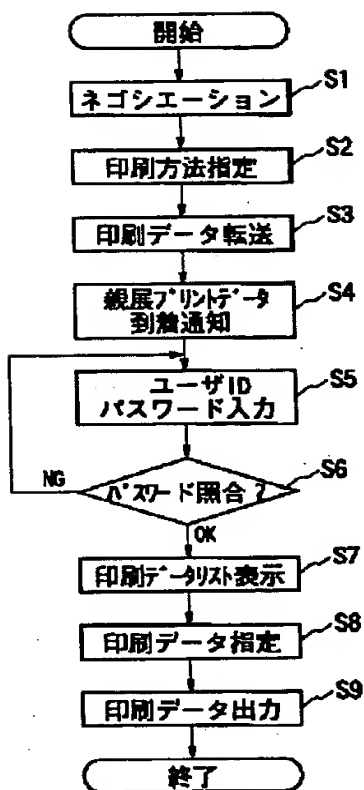 開始
S1
ネゴシエーション
S2
印刷方法指定
S3
印刷データ転送
S4
親展プリントデータ
到着通知
S5
ユーザID
パスワード入力
S6
パスワード照合?
NG
OK
S7
印刷データリスト表示
S8
印刷データ指定
S9
印刷データ出力
終了